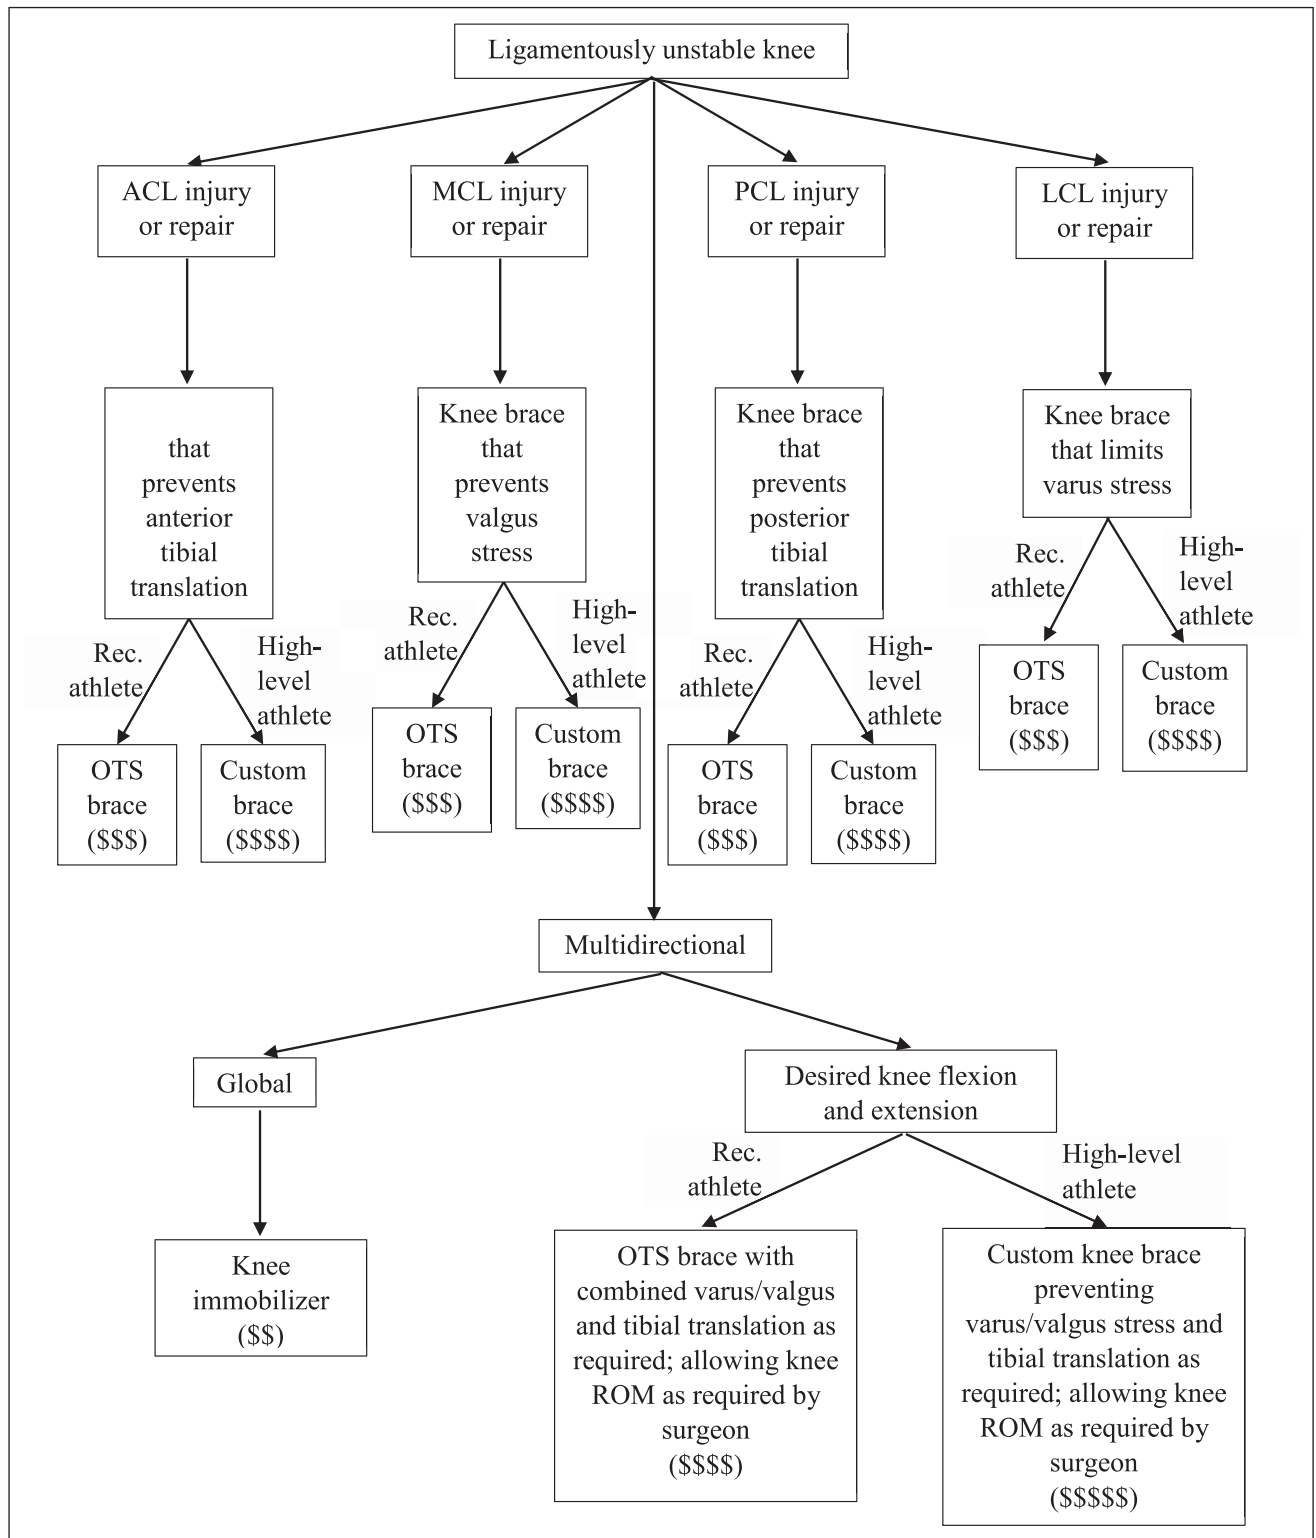 Ligamentously unstable knee
ACL injury
or repair
MCL injury
or repair
PCL injury
or repair
LCL injury
or repair
that
prevents
anterior
tibial
translation
Knee brace
that
prevents
valgus
stress
Knee brace
that
prevents
posterior
tibial
translation
Knee brace
that limits
varus stress
Rec.
athlete
High-
level
athlete
Rec.
athlete
High-
level
athlete
Rec.
athlete
High-
level
athlete
Rec.
athlete
High-
level
athlete
OTS
brace
($$$)
Custom
brace
($$$$)
OTS
brace
($$$)
Custom
brace
($$$$)
OTS
brace
($$$)
Custom
brace
($$$$)
OTS
brace
($$$)
Custom
brace
($$$$)
Multidirectional
Global
Desired knee flexion
and extension
Rec.
athlete
High-level
athlete
Knee
immobilizer
($$)
OTS brace with
combined varus/valgus
and tibial translation as
required; allowing knee
ROM as required by
surgeon
($$$$)
Custom knee brace
preventing
varus/valgus stress and
tibial translation as
required; allowing knee
ROM as required by
surgeon
($$$$$)